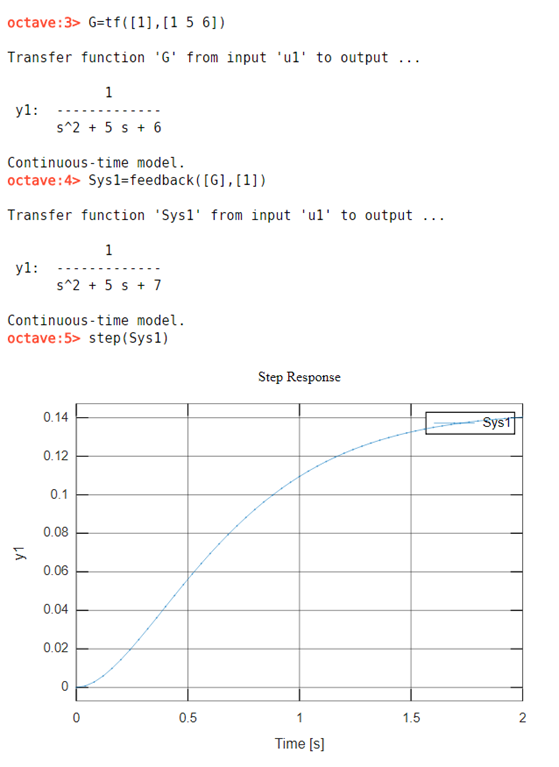 octave:3> G=tf([1],[1 5 6])
Transfer function 'G' from input 'u1' to output ...
1
y1: -------------
s^2 + 5 s + 6
Continuous-time model.
octave:4> Sys1=feedback([G],[1])
Transfer function 'Sys1' from input 'u1' to output ...
1
y1: -------------
s^2 + 5 s + 7
Continuous-time model.
octave:5> step(Sys1)
Step Response
Sys1
0.14
0.12
0.1
0.08
0.06
0.04
0.02
0
y1
0 0.5 1 1.5 2
Time [s]